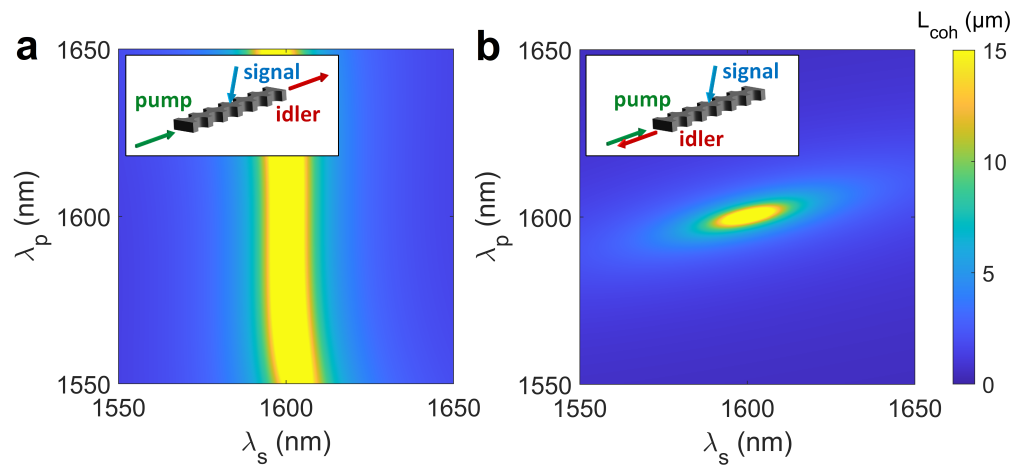 a
1650
1600
1550
λp (nm)
signal
pump
idler
1550
1600
1650
λs (nm)
b
1650
1600
1550
λp (nm)
signal
pump
idler
1550
1600
1650
λs (nm)
Lcoh (μm)
15
10
5
0